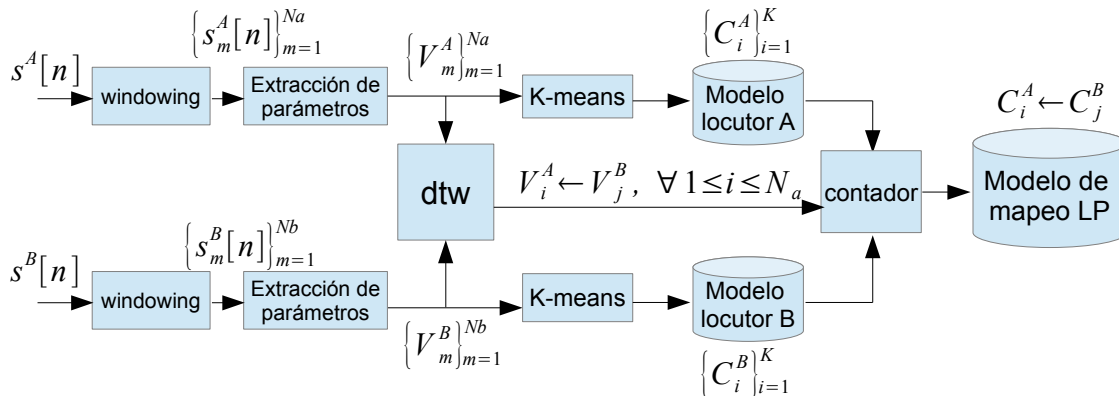 s^A[n]
windowing
{s_m^A[n]}_{m=1}^{Na}
Extracción de
parámetros
{V_m^A}_{m=1}^{Na}
K-means
{C_i^A}_{i=1}^K
Modelo
locutor A
dtw
V_i^A ← V_j^B, ∀ 1≤i≤N_a
contador
C_i^A ← C_j^B
Modelo de
mapeo LP
s^B[n]
windowing
{s_m^B[n]}_{m=1}^{Nb}
Extracción de
parámetros
{V_m^B}_{m=1}^{Nb}
K-means
Modelo
locutor B
{C_i^B}_{i=1}^K